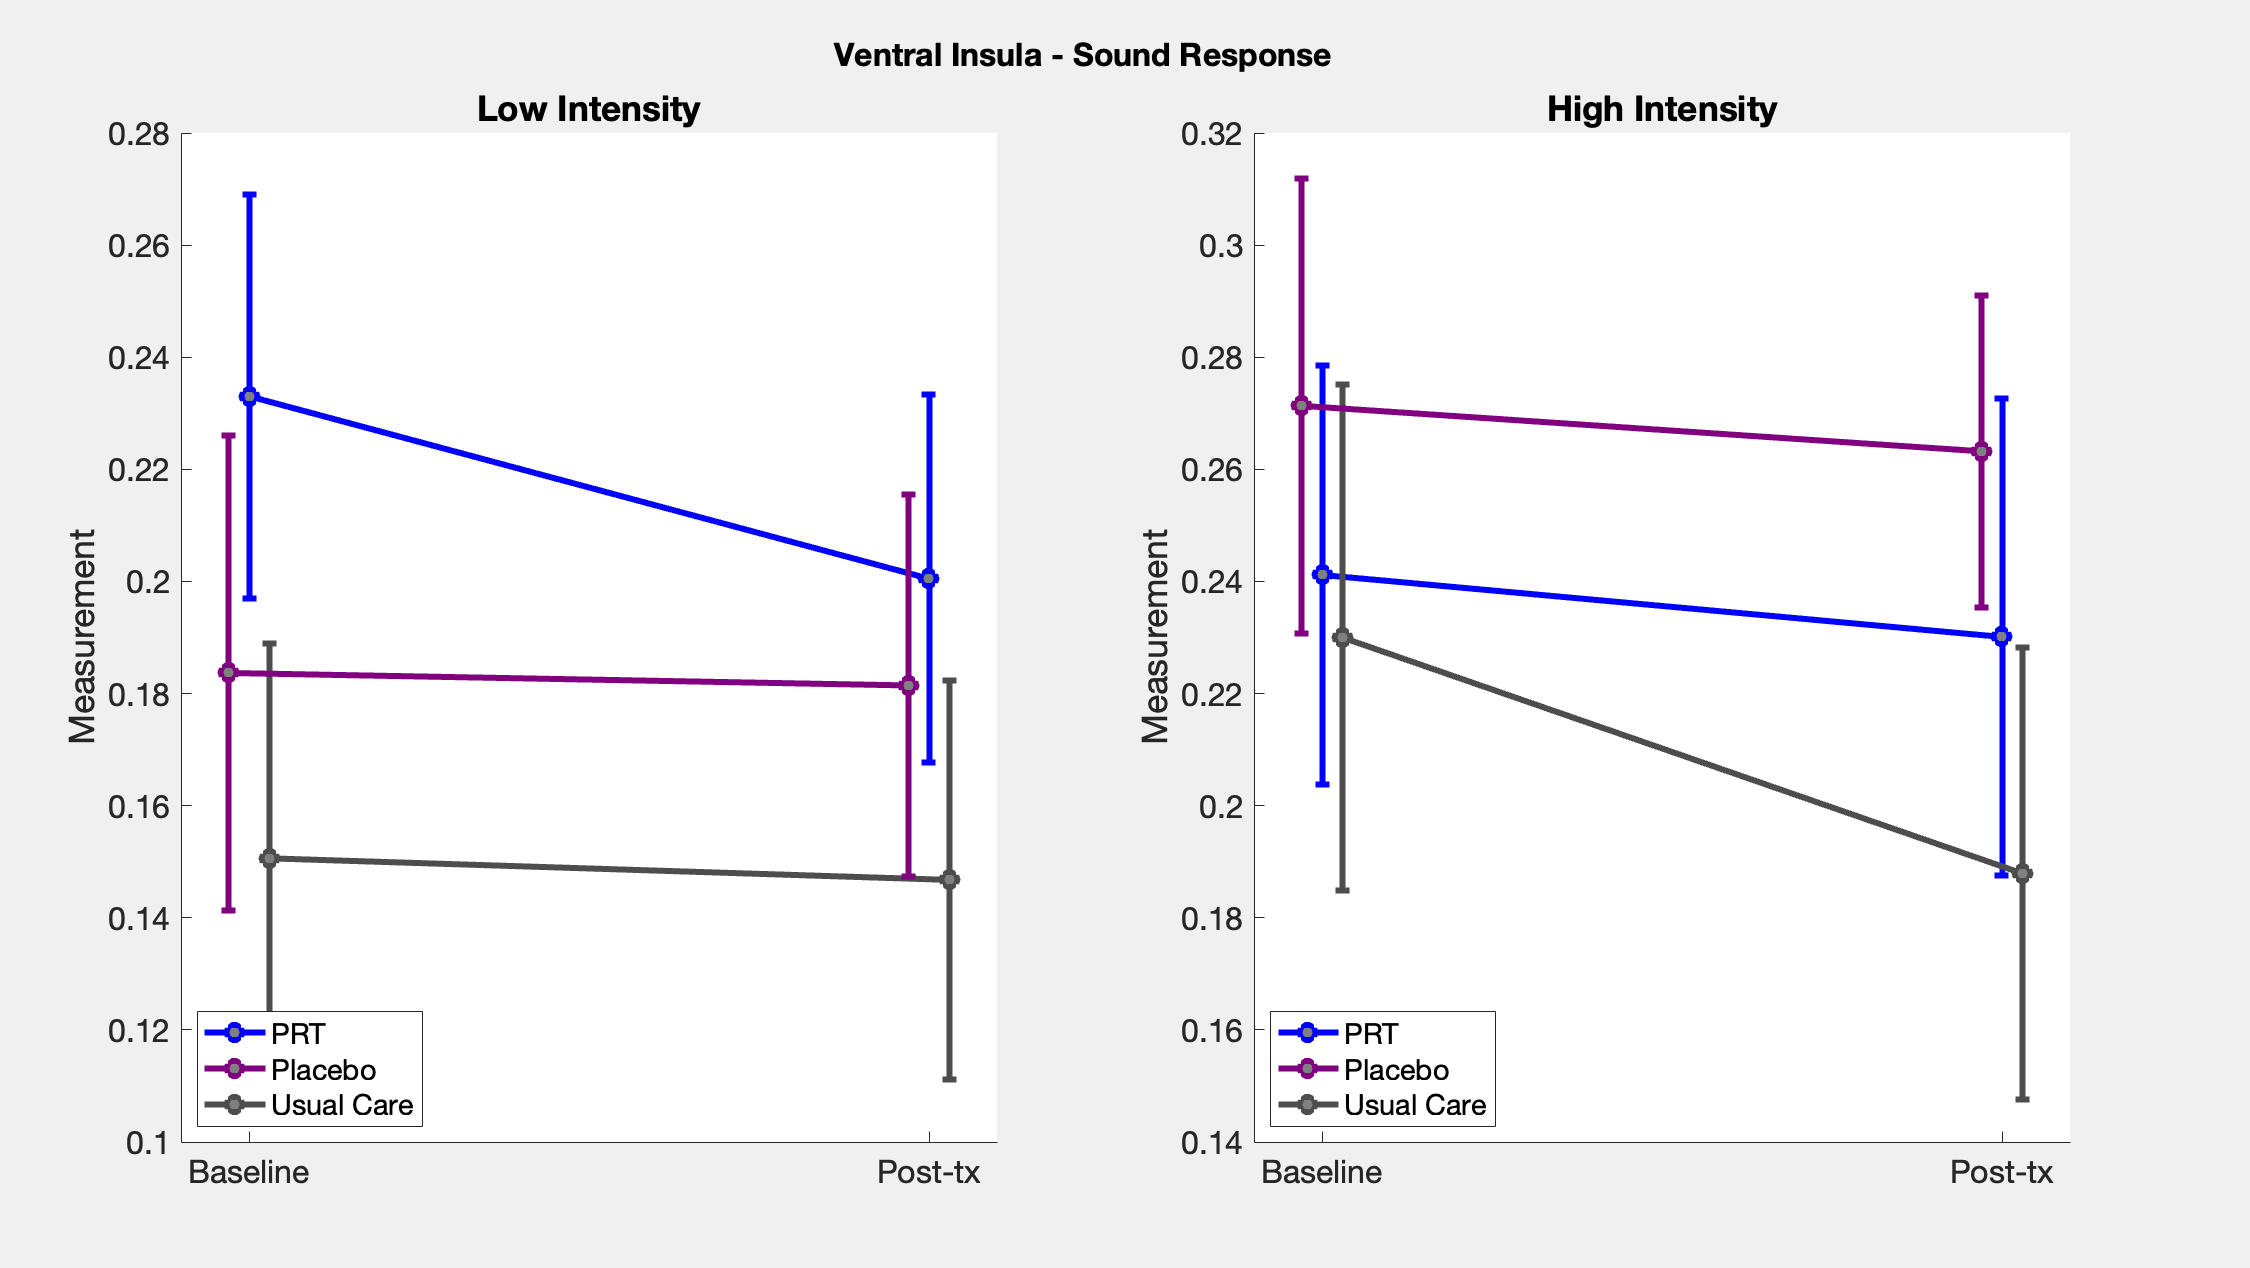 Ventral Insula - Sound Response
Low Intensity
0.28
0.26
0.24
0.22
0.2
0.18
0.16
0.14
0.12
0.1
Measurement
Baseline
Post-tx
PRT
Placebo
Usual Care
High Intensity
0.32
0.3
0.28
0.26
0.24
0.22
0.2
0.18
0.16
0.14
Measurement
Baseline
Post-tx
PRT
Placebo
Usual Care